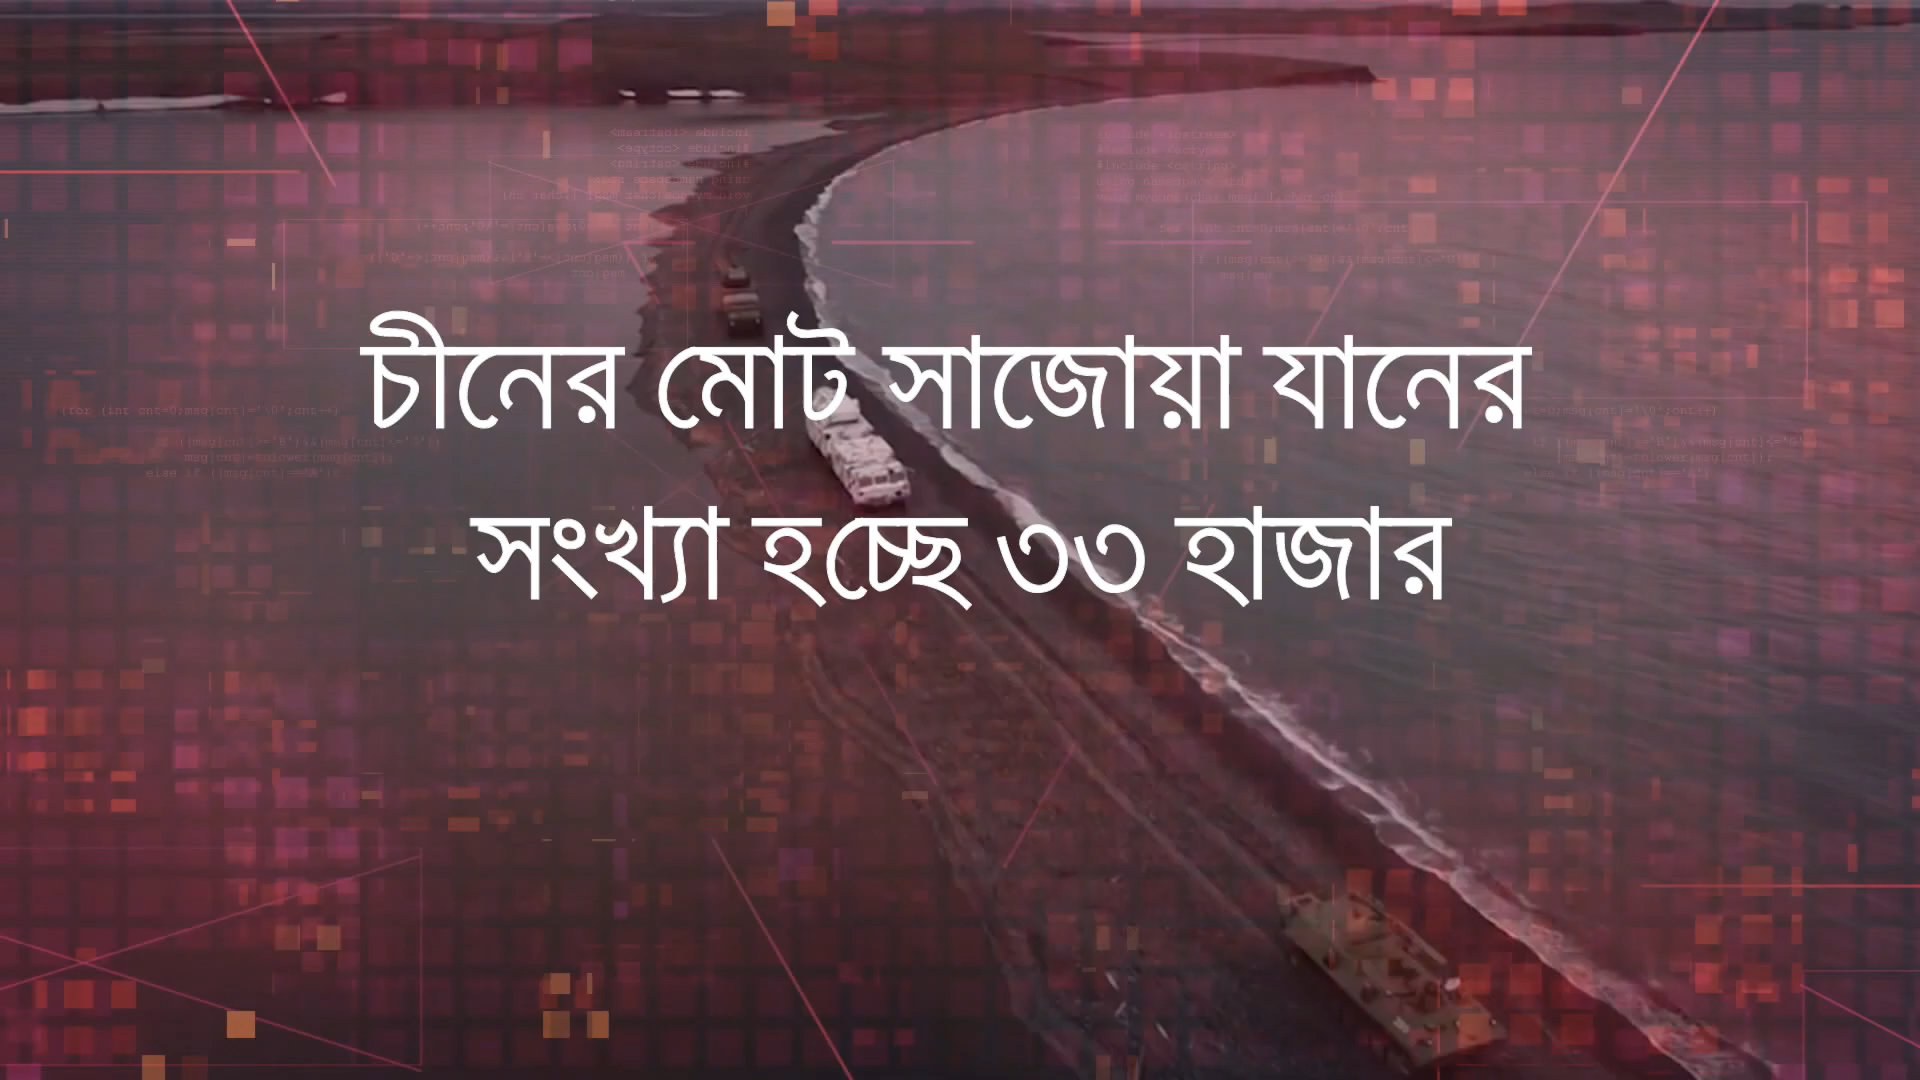 চীনের মোট সাজোয়া যানের
সংখ্যা হচ্ছে ৩৩ হাজার